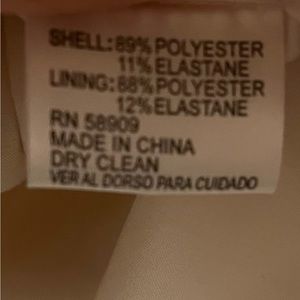 SHELL: 89% POLYESTER
11% ELASTANE
LINING: 88% POLYESTER
12% ELASTANE
RN 58909
MADE IN CHINA
DRY CLEAN
VER AL DORSO PARA CUIDADO